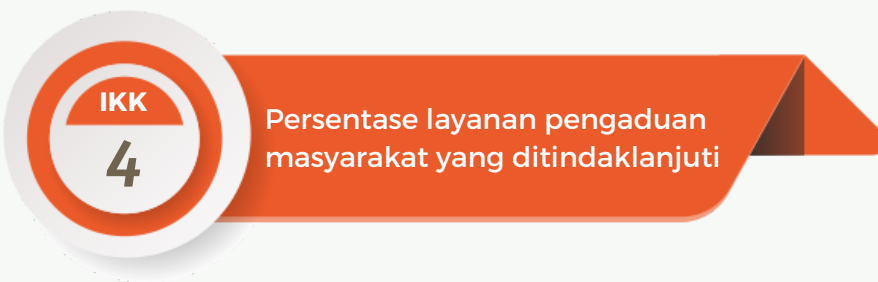 IKK
4
Persentase layanan pengaduan
masyarakat yang ditindaklanjuti